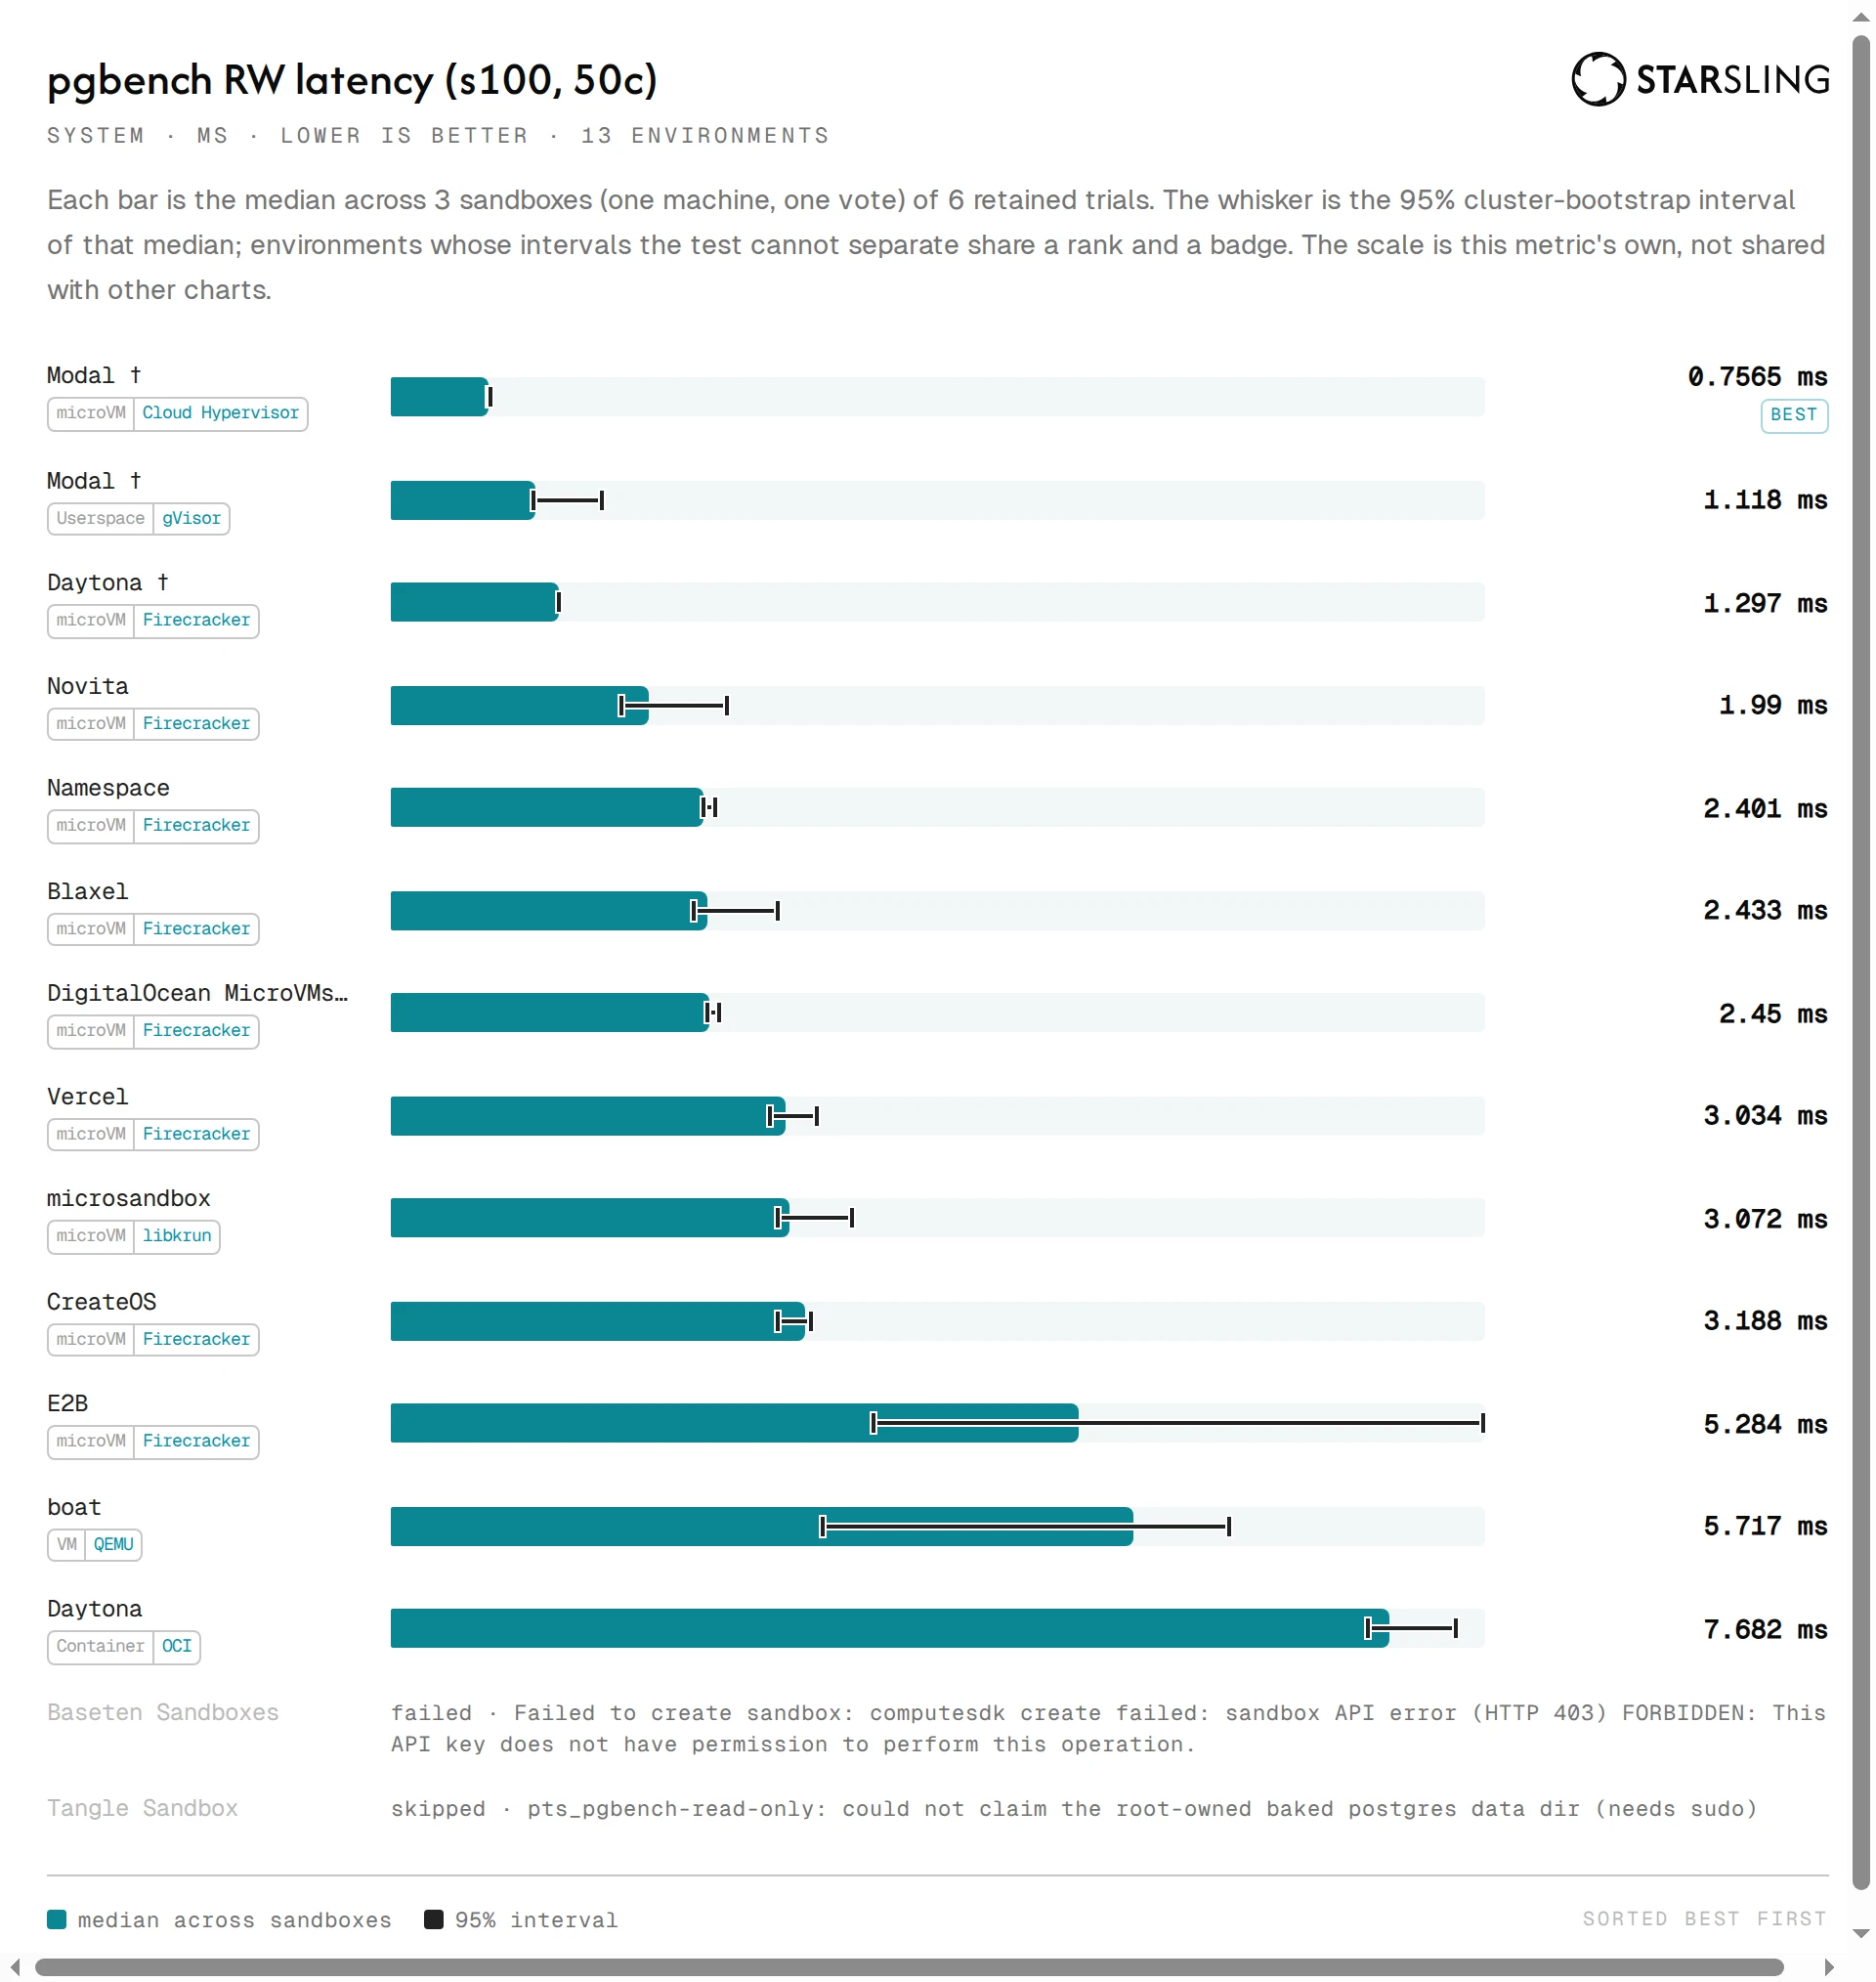 pgbench RW latency (s100, 50c)
STARSLING
SYSTEM · MS · LOWER IS BETTER · 13 ENVIRONMENTS
Each bar is the median across 3 sandboxes (one machine, one vote) of 6 retained trials. The whisker is the 95% cluster-bootstrap interval
of that median; environments whose intervals the test cannot separate share a rank and a badge. The scale is this metric's own, not shared
with other charts.
Modal †
microVM Cloud Hypervisor
0.7565 ms
BEST
Modal †
Userspace gVisor
1.118 ms
Daytona †
microVM Firecracker
1.297 ms
Novita
microVM Firecracker
1.99 ms
Namespace
microVM Firecracker
2.401 ms
Blaxel
microVM Firecracker
2.433 ms
DigitalOcean MicroVMs…
microVM Firecracker
2.45 ms
Vercel
microVM Firecracker
3.034 ms
microsandbox
microVM libkrun
3.072 ms
CreateOS
microVM Firecracker
3.188 ms
E2B
microVM Firecracker
5.284 ms
boat
VM QEMU
5.717 ms
Daytona
Container OCI
7.682 ms
Baseten Sandboxes
failed · Failed to create sandbox: computesdk create failed: sandbox API error (HTTP 403) FORBIDDEN: This
API key does not have permission to perform this operation.
Tangle Sandbox
skipped · pts_pgbench-read-only: could not claim the root-owned baked postgres data dir (needs sudo)
median across sandboxes
95% interval
SORTED BEST FIRST